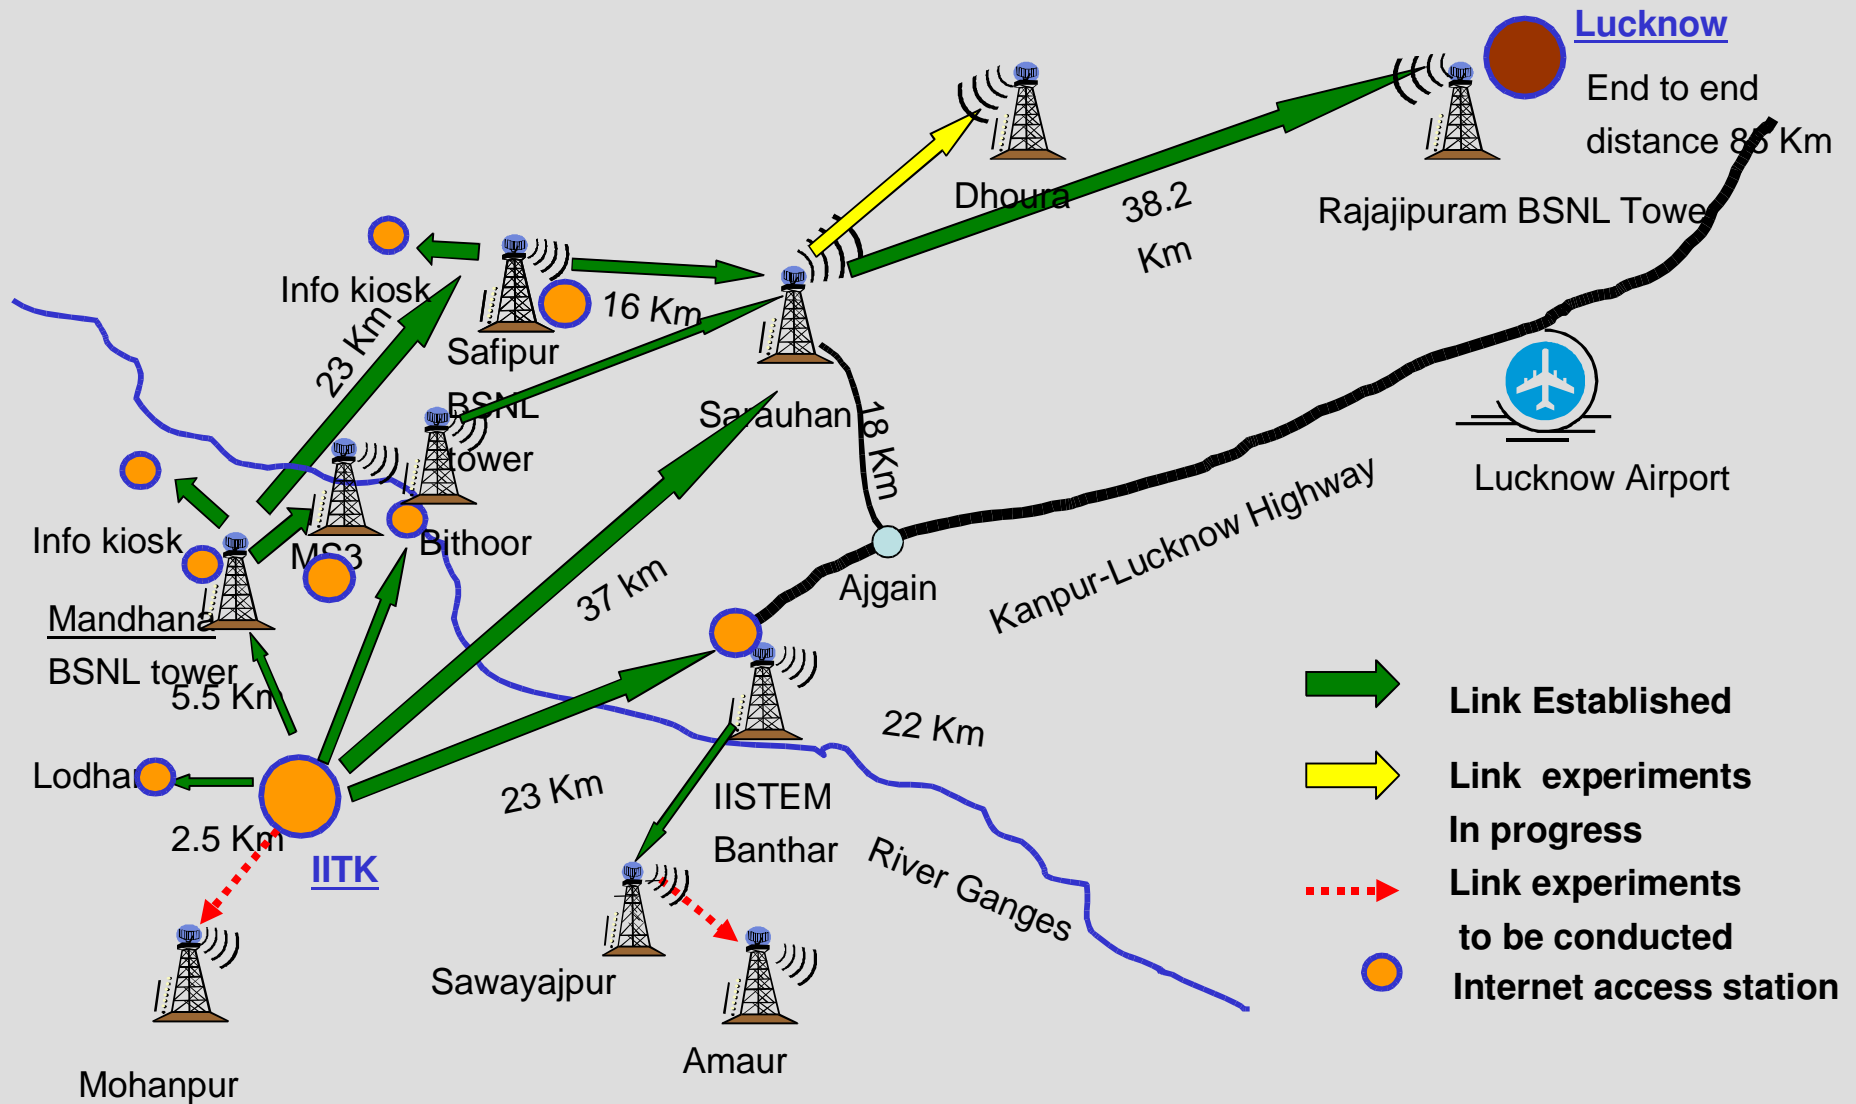 Lucknow
End to end
distance Km
Dhoura
38.2
Km
Rajajipuram BSNL Towe
Info kiosk
23 Km
16 Km
Safipur
BSNL
tower
Sarauhan
18 Km
Lucknow Airport
Info kiosk
MS3
Bithoor
Ajgain
Kanpur-Lucknow Highway
37 km
Mandhana
BSNL tower
5.5 Km
Lodhar
2.5 Km
IITK
23 Km
22 Km
IISTEM
Banthar
River Ganges
Sawayajpur
Amaur
Mohanpur
Link Established
Link experiments
In progress
Link experiments
to be conducted
Internet access station